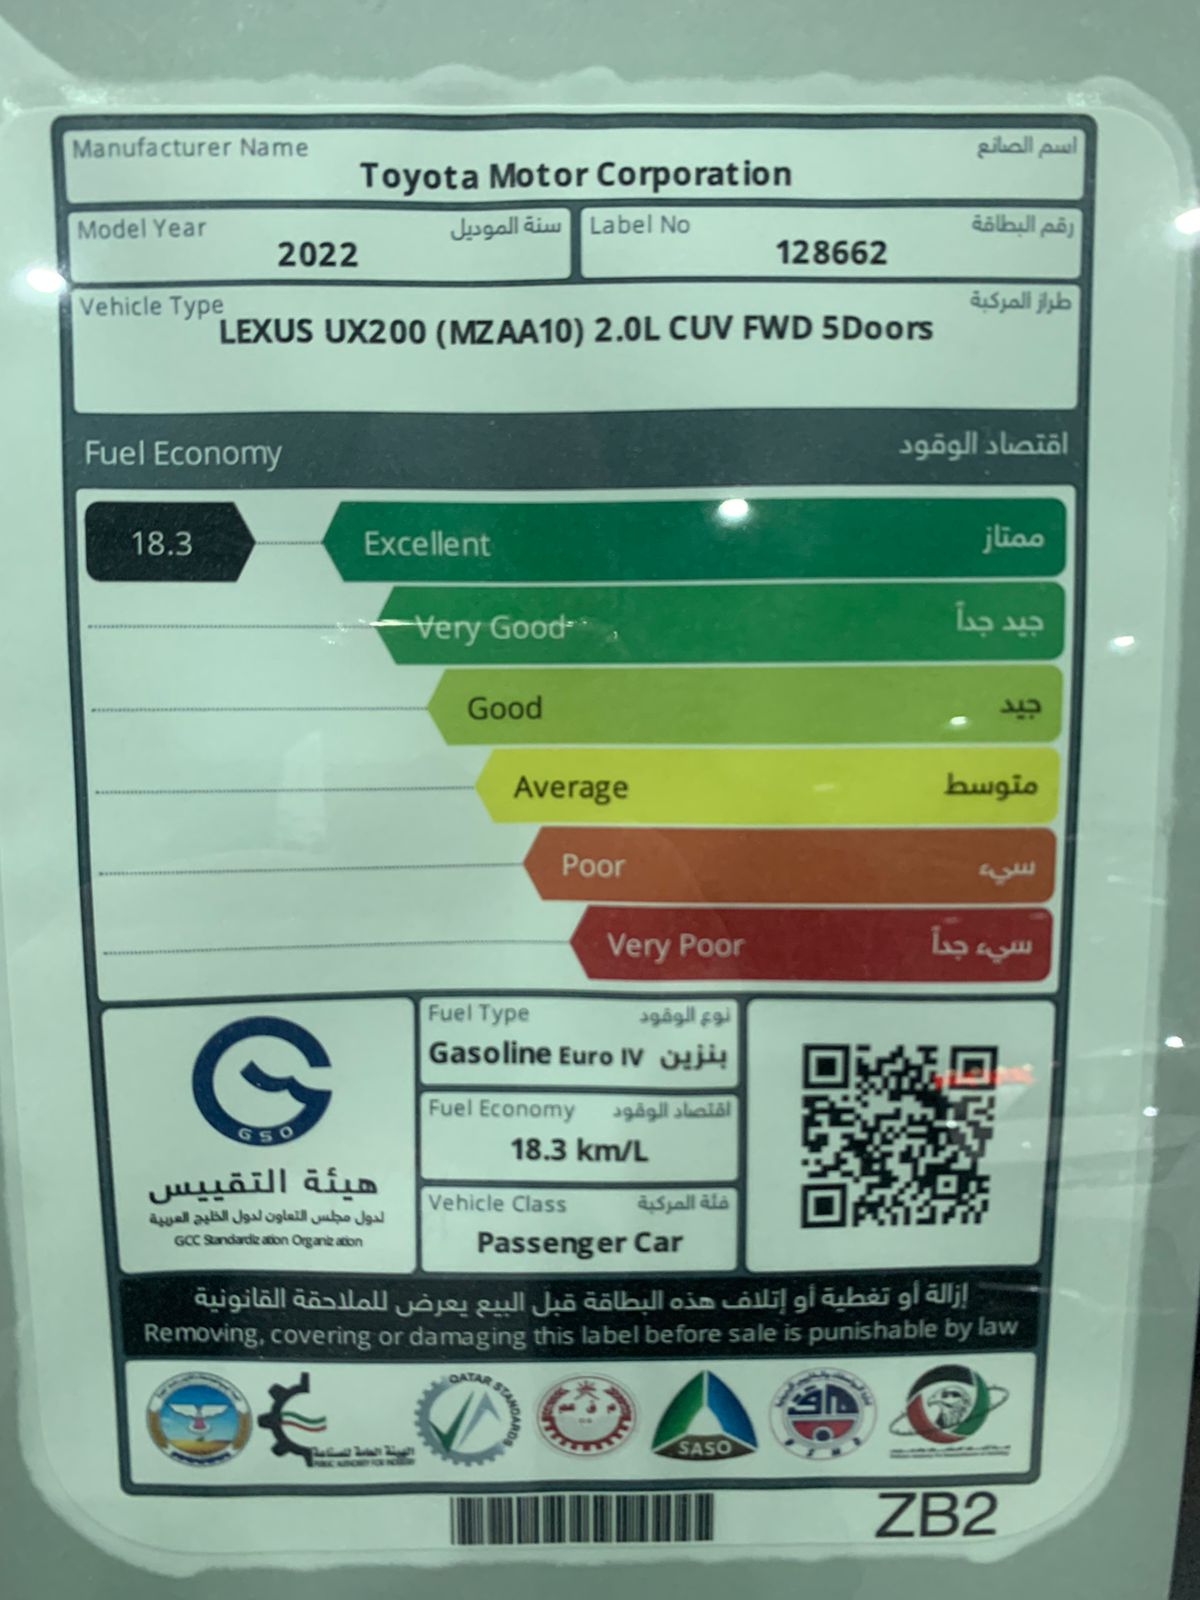 Manufacturer Name اسم الصانع
Toyota Motor Corporation
Model Year سنة الموديل
2022
Label No رقم البطاقة
128662
Vehicle Type طراز المركبة
LEXUS UX200 (MZAA10) 2.0L CUV FWD 5Doors
Fuel Economy اقتصاد الوقود
18.3 Excellent ممتاز
Very Good جيد جداً
Good جيد
Average متوسط
Poor سيء
Very Poor سيء جداً
GSO
هيئة التقييس
لدول مجلس التعاون لدول الخليج العربية
GCC Standardization Organization
Fuel Type نوع الوقود
Gasoline Euro IV بنزين
Fuel Economy اقتصاد الوقود
18.3 km/L
Vehicle Class فئة المركبة
Passenger Car
إزالة أو تغطية أو إتلاف هذه البطاقة قبل البيع يعرض للملاحقة القانونية
Removing, covering or damaging this label before sale is punishable by law
الهيئة العامة للصناعة
PUBLIC AUTHORITY FOR INDUSTRY
QATAR STANDARDS
SASO
ZB2